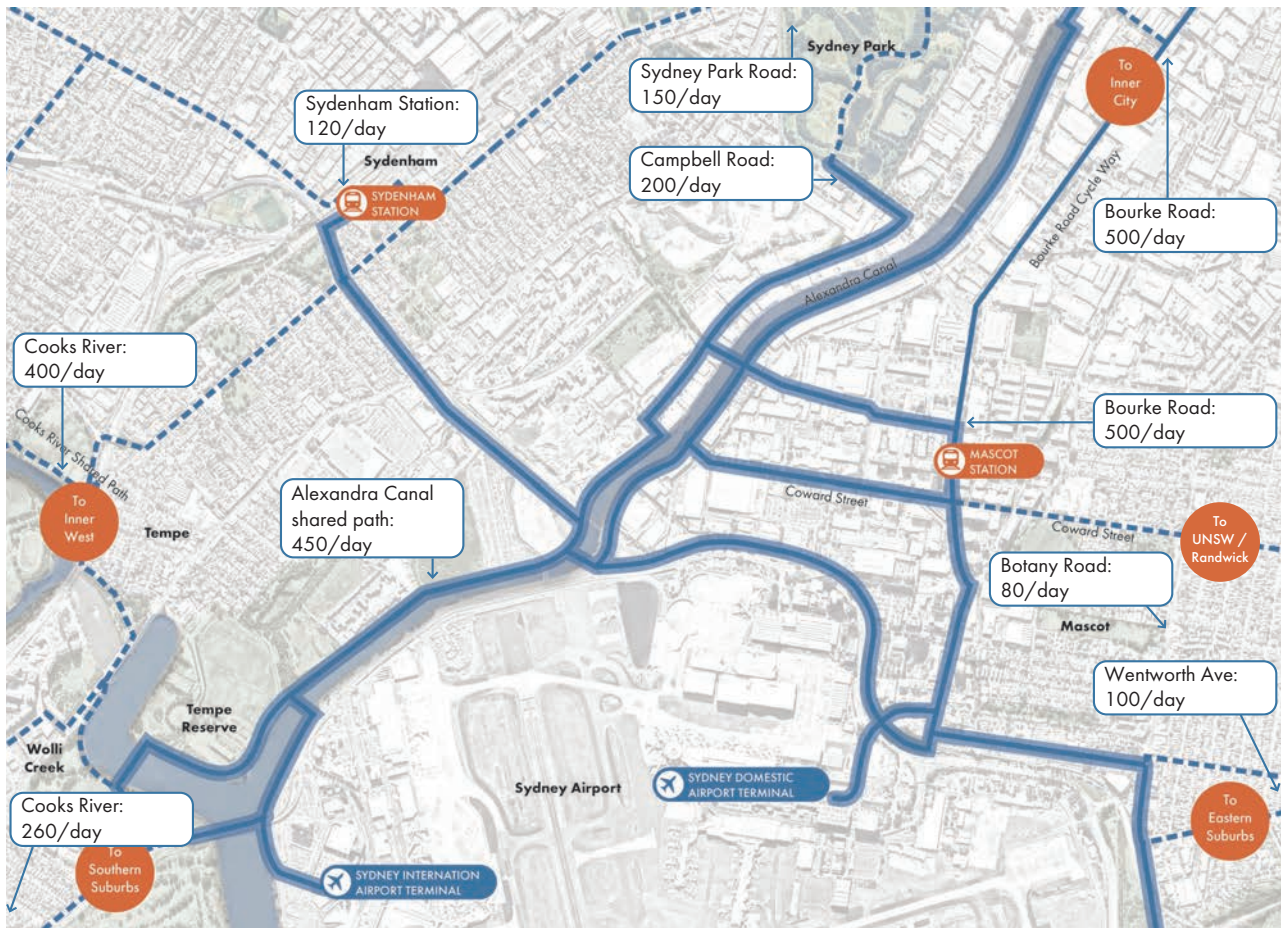 Sydney Park
To
Inner
City
Sydney Park Road:
150/day
Sydenham Station:
120/day
Sydenham
SYDENHAM
STATION
Campbell Road:
200/day
Bourke Road Cycle Way
Bourke Road:
500/day
Alexandra Canal
Cooks River:
400/day
Cooks River Shared Path
To
Inner
West
Tempe
Bourke Road:
500/day
MASCOT
STATION
Coward Street
Coward Street
To
UNSW /
Randwick
Alexandra Canal
shared path:
450/day
Botany Road:
80/day
Mascot
Wentworth Ave:
100/day
Tempe
Reserve
Wolli
Creek
Sydney Airport
SYDNEY DOMESTIC
AIRPORT TERMINAL
Cooks River:
260/day
To
Southern
Suburbs
To
Eastern
Suburbs
SYDNEY INTERNATION
AIRPORT TERMINAL